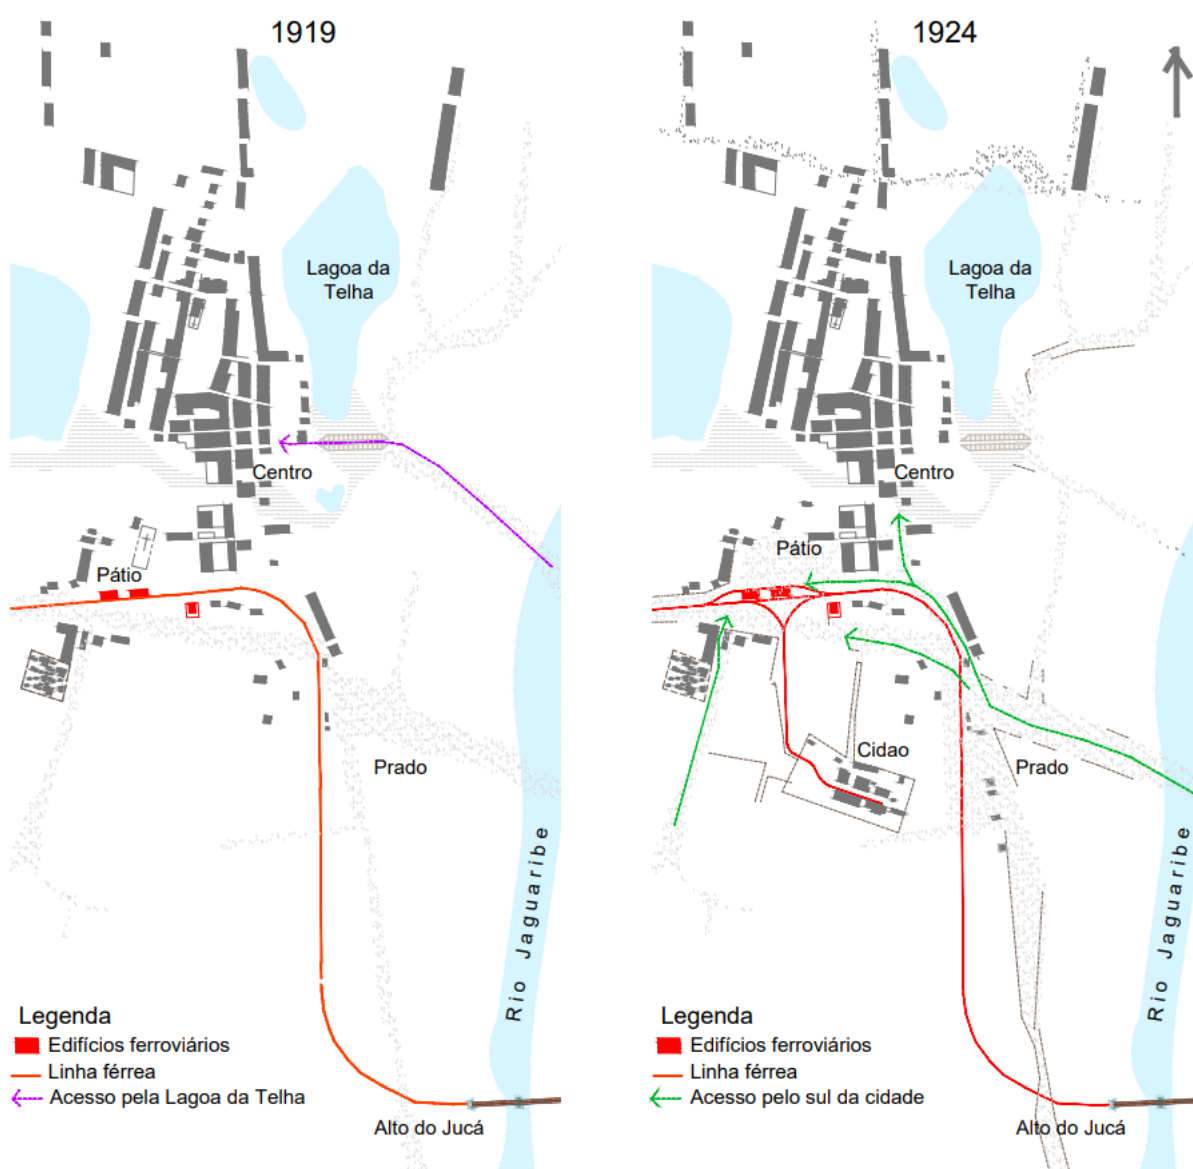 1919
Lagoa da
Telha
Centro
Pátio
Prado
Rio Jaguaribe
Alto do Jucá
Legenda
Edifícios ferroviários
Linha férrea
Acesso pela Lagoa da Telha
1924
Lagoa da
Telha
Centro
Pátio
Cidao
Prado
Rio Jaguaribe
Alto do Jucá
Legenda
Edifícios ferroviários
Linha férrea
Acesso pelo sul da cidade